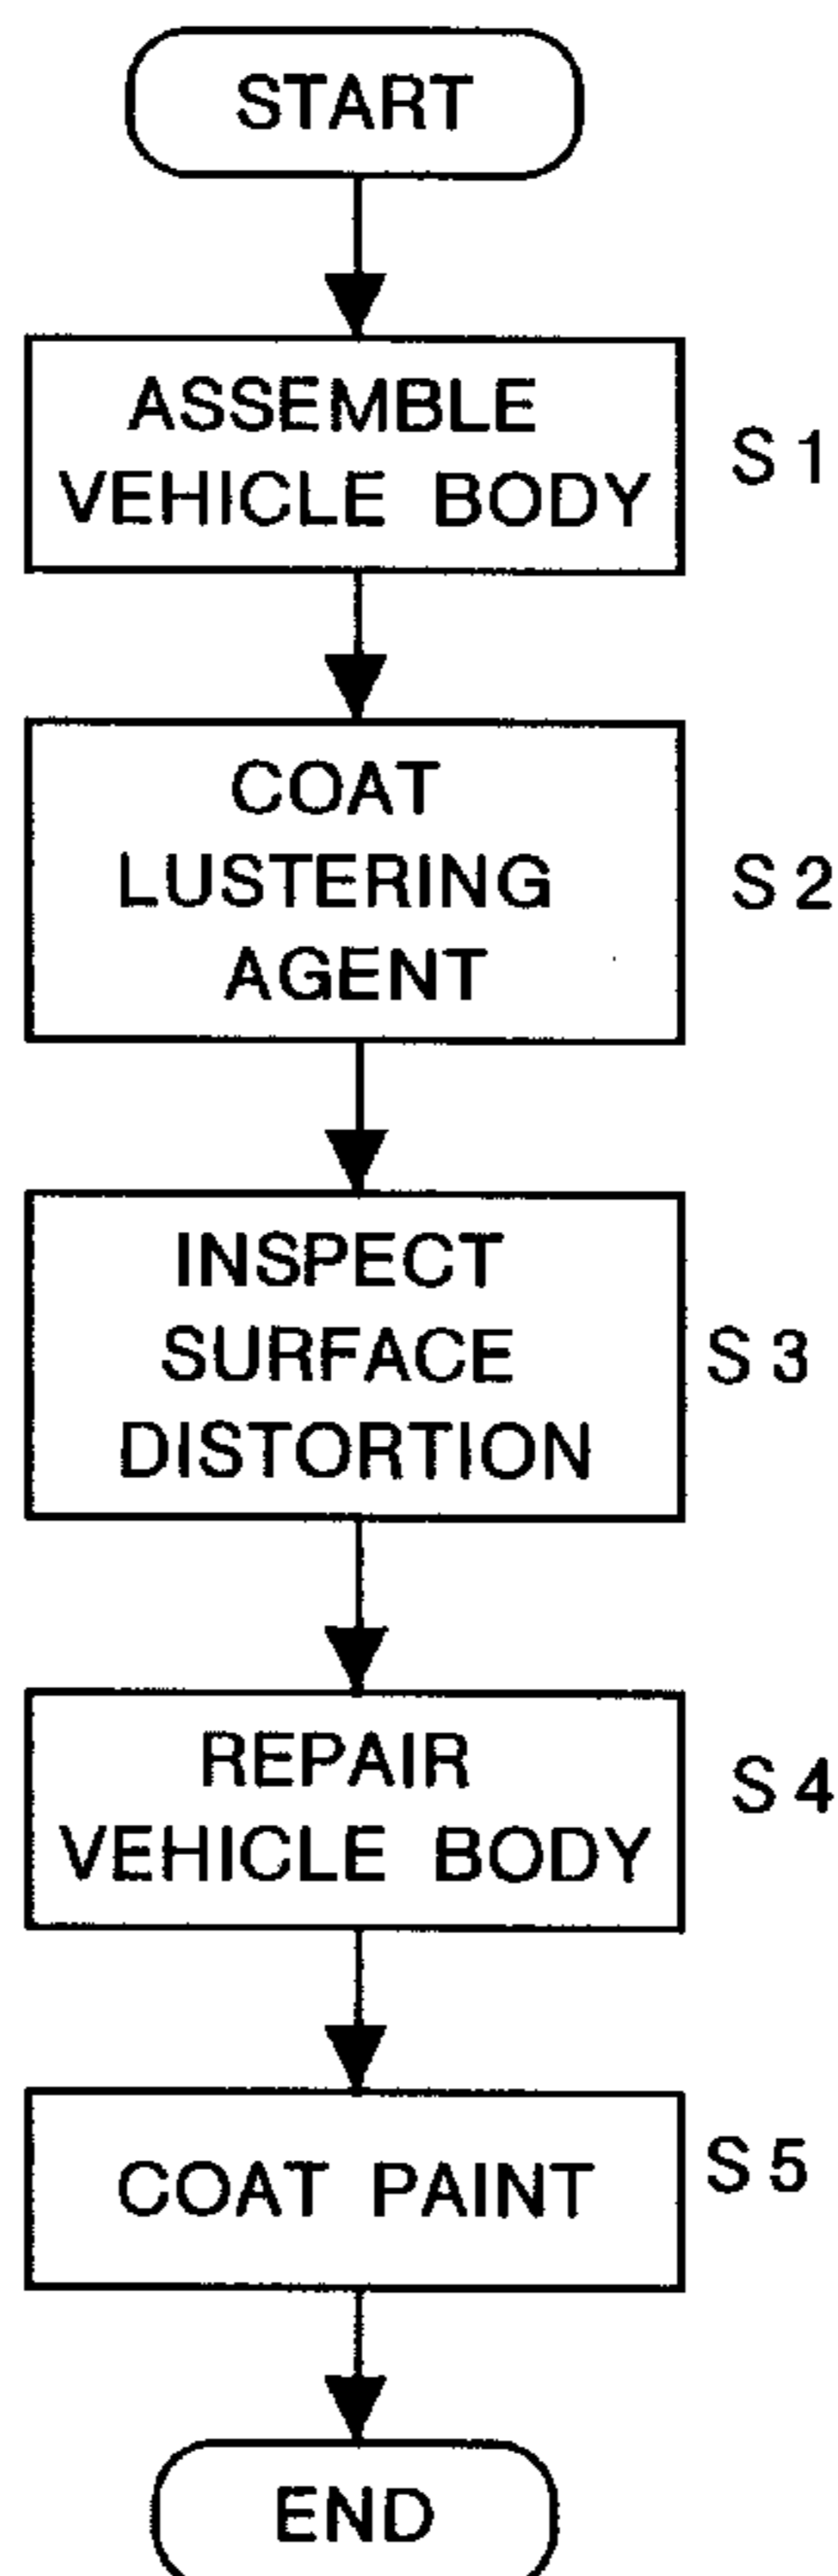 START
ASSEMBLE
VEHICLE BODY
S1
COAT
LUSTERING
AGENT
S2
INSPECT
SURFACE
DISTORTION
S3
REPAIR
VEHICLE BODY
S4
COAT PAINT
S5
END